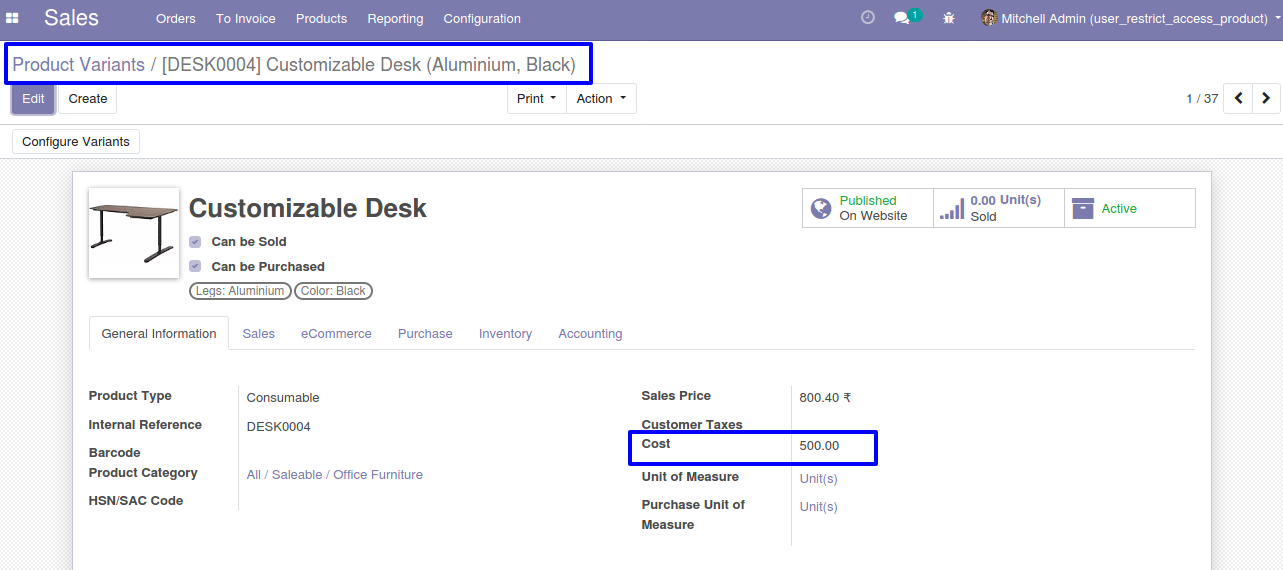 Sales Orders To Invoice Products Reporting Configuration 1 Mitchell Admin (user_restrict_access_product)
Product Variants / [DESK0004] Customizable Desk (Aluminium, Black)
Edit Create Print Action 1 / 37
Configure Variants
Customizable Desk
Published
On Website
0.00 Unit(s)
Sold
Active
Can be Sold
Can be Purchased
Legs: Aluminium Color: Black
General Information Sales eCommerce Purchase Inventory Accounting
Product Type Consumable
Internal Reference DESK0004
Barcode
Product Category All / Saleable / Office Furniture
HSN/SAC Code
Sales Price 800.40 ₹
Customer Taxes
Cost 500.00
Unit of Measure Unit(s)
Purchase Unit of Unit(s)
Measure